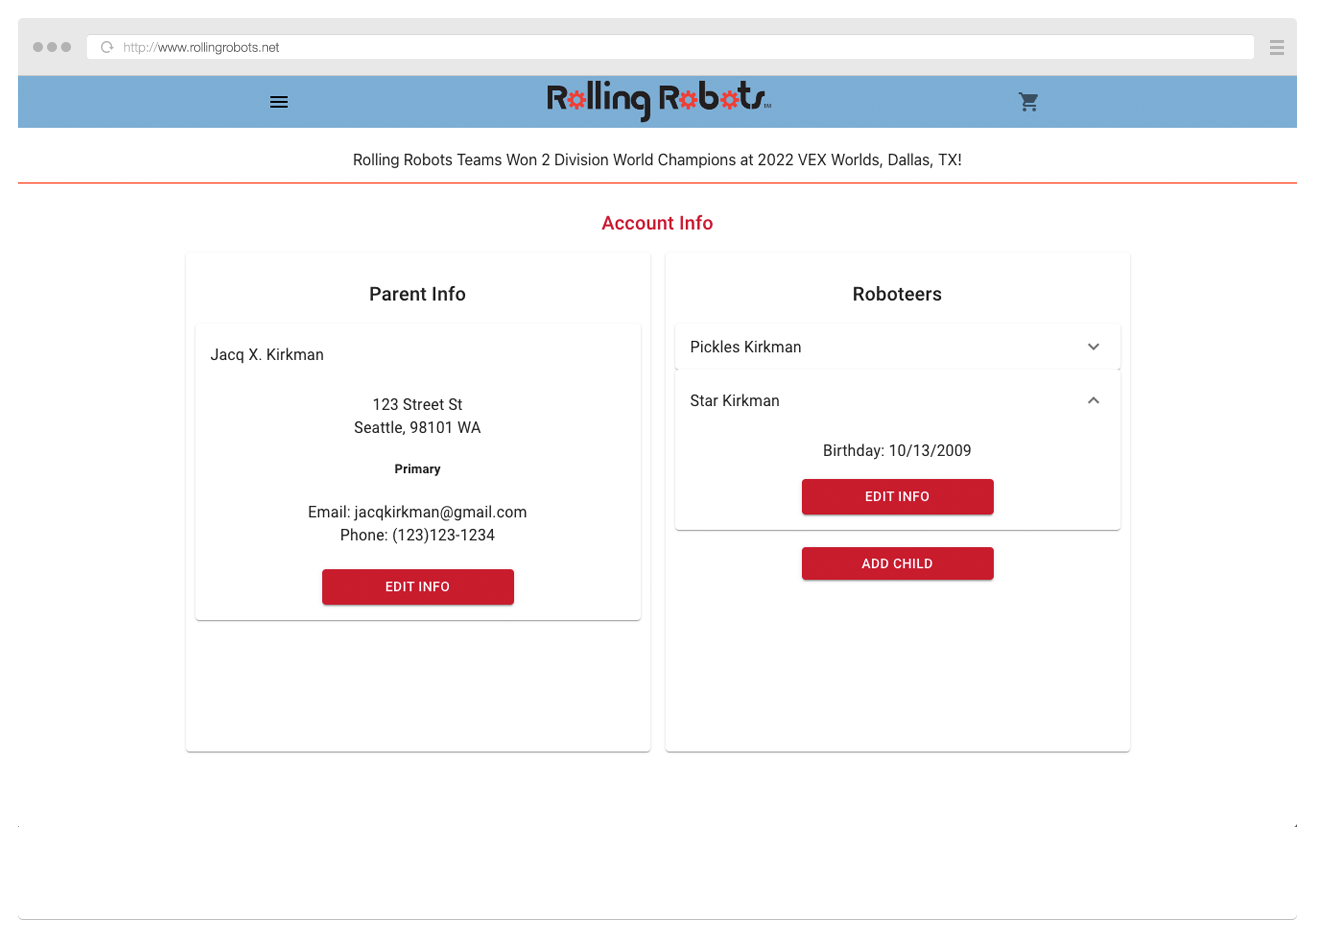 http://www.rollingrobots.net
Rolling Robots
Rolling Robots Teams Won 2 Division World Champions at 2022 VEX Worlds, Dallas, TX!
Account Info
Parent Info
Jacq X. Kirkman
123 Street St
Seattle, 98101 WA
Primary
Email: jacqkirkman@gmail.com
Phone: (123)123-1234
EDIT INFO
Roboteers
Pickles Kirkman
Star Kirkman
Birthday: 10/13/2009
EDIT INFO
ADD CHILD